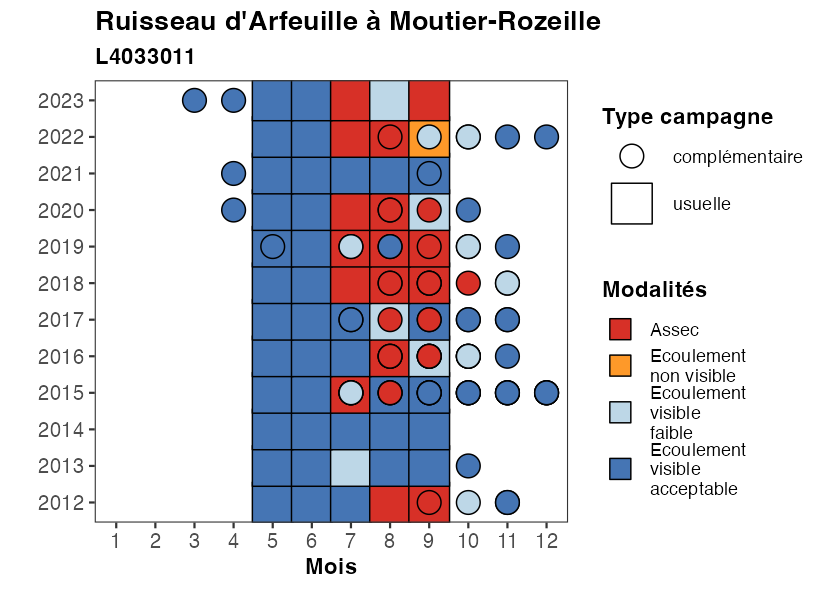 Ruisseau d'Arfeuille à Moutier-Rozeille
L4033011
2023
2022
2021
2020
2019
2018
2017
2016
2015
2014
2013
2012
1 2 3 4 5 6 7 8 9 10 11 12
Mois
Type campagne
complémentaire
usuelle
Modalités
Assec
Ecoulement
non visible
Ecoulement
visible
faible
Ecoulement
visible
acceptable